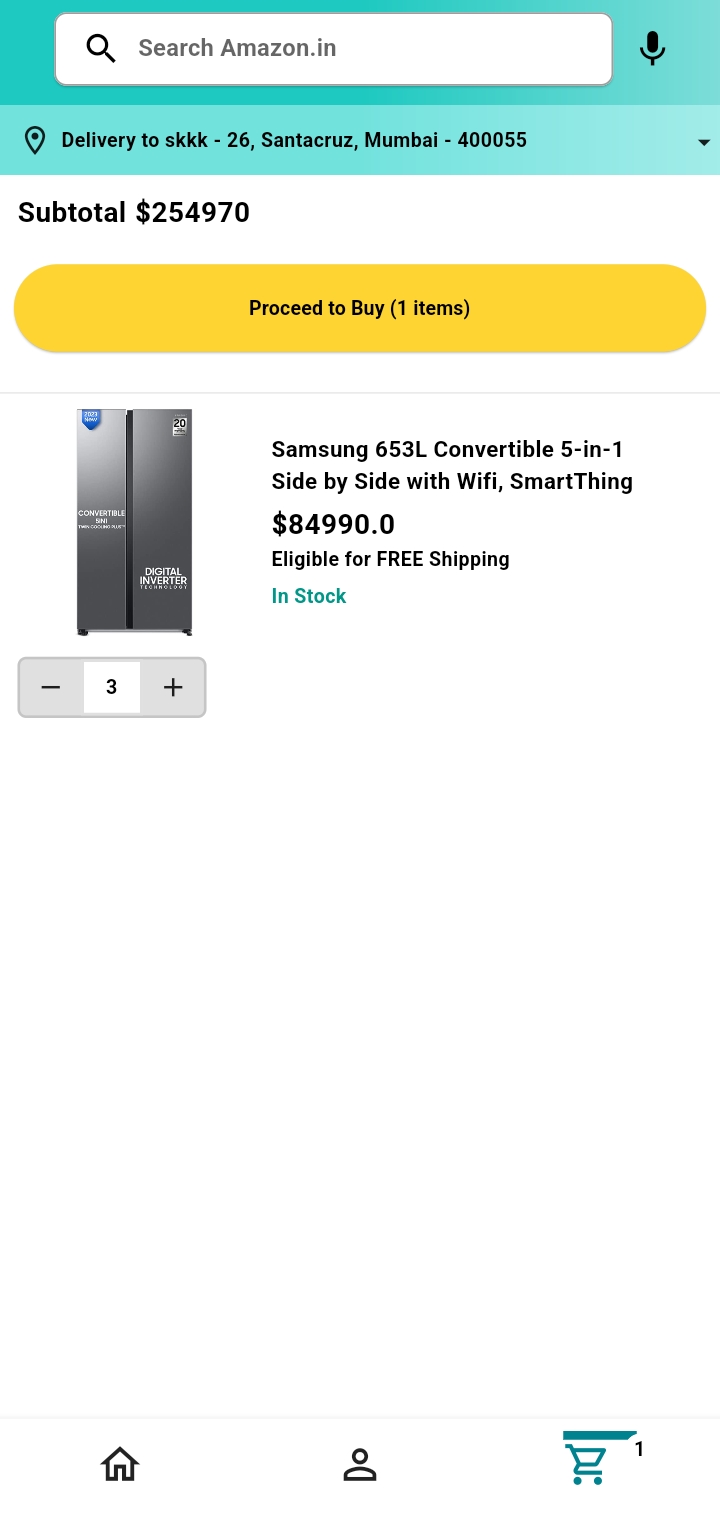 Search Amazon.in
Delivery to skkk - 26, Santacruz, Mumbai - 400055
Subtotal $254970
Proceed to Buy (1 items)
2023
New
20
CONVERTIBLE
5IN1
TWIN COOLING PLUS™
DIGITAL
INVERTER
TECHNOLOGY
Samsung 653L Convertible 5-in-1
Side by Side with Wifi, SmartThing
$84990.0
Eligible for FREE Shipping
In Stock
3
1